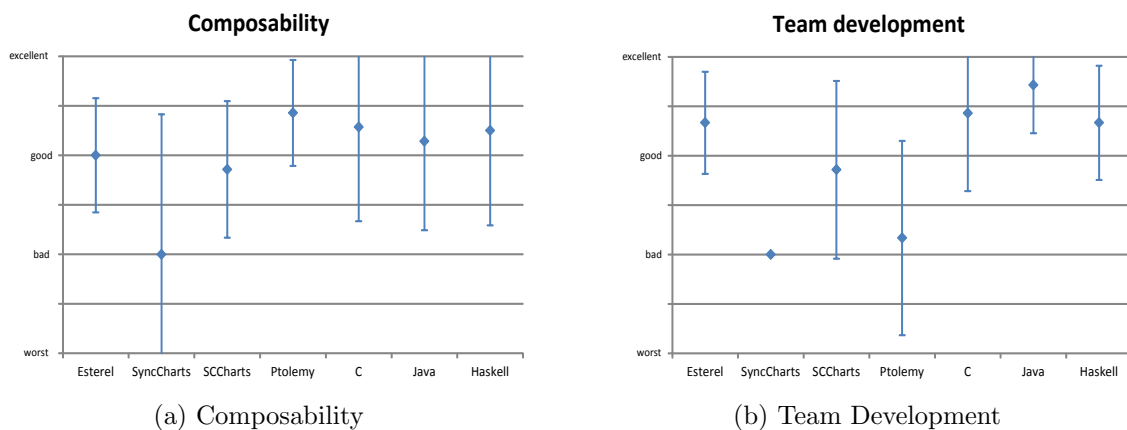 Composability
excellent
good
bad
worst
Esterel SyncCharts SCCharts Ptolemy C Java Haskell
(a) Composability
Team development
excellent
good
bad
worst
Esterel SyncCharts SCCharts Ptolemy C Java Haskell
(b) Team Development